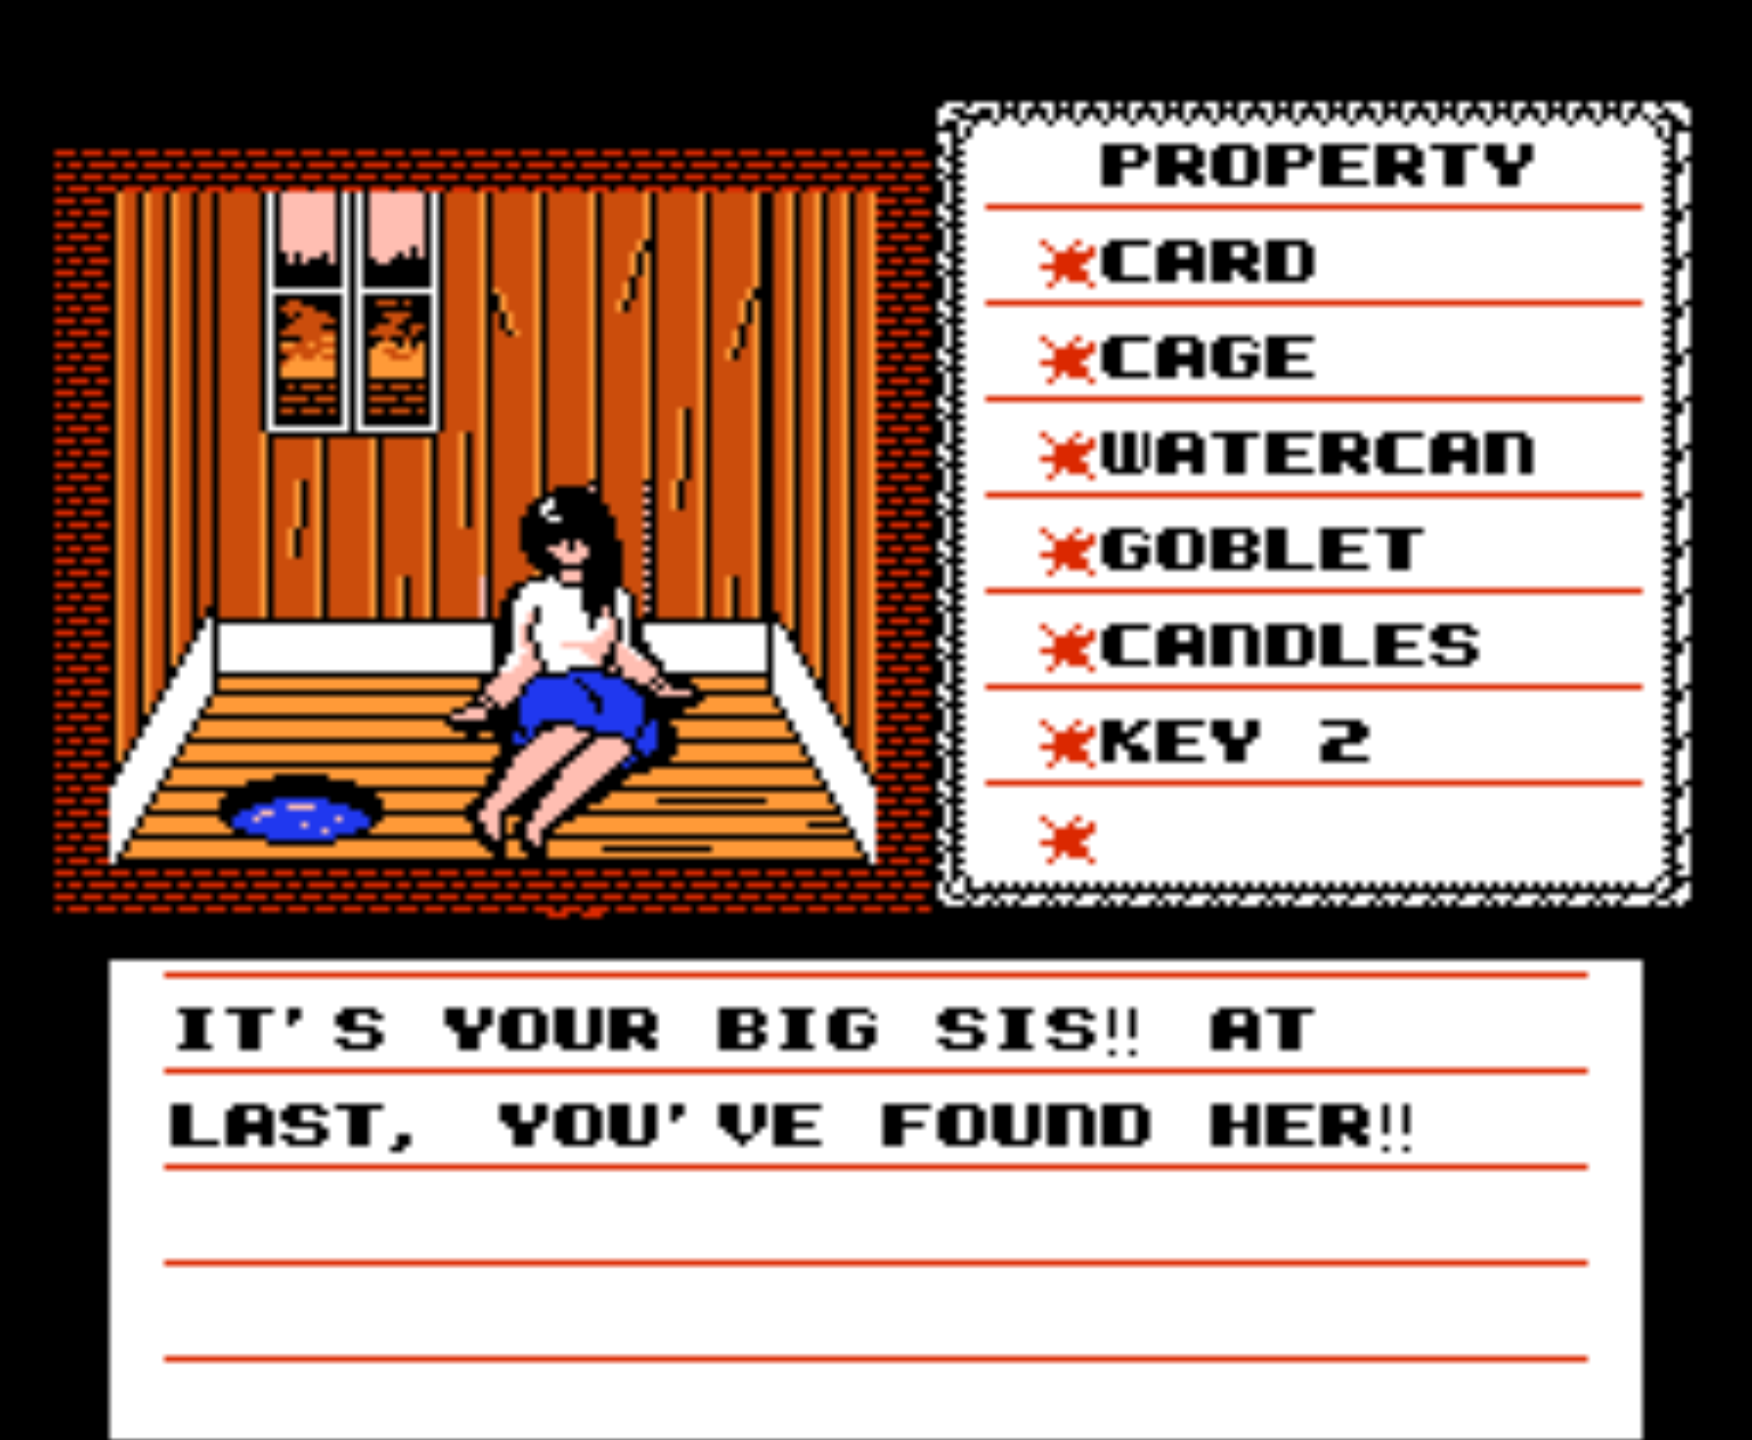 PROPERTY
CARD
CAGE
WATERCAN
GOBLET
CANDLES
KEY 2
IT'S YOUR BIG SIS!! AT
LAST, YOU'VE FOUND HER!!